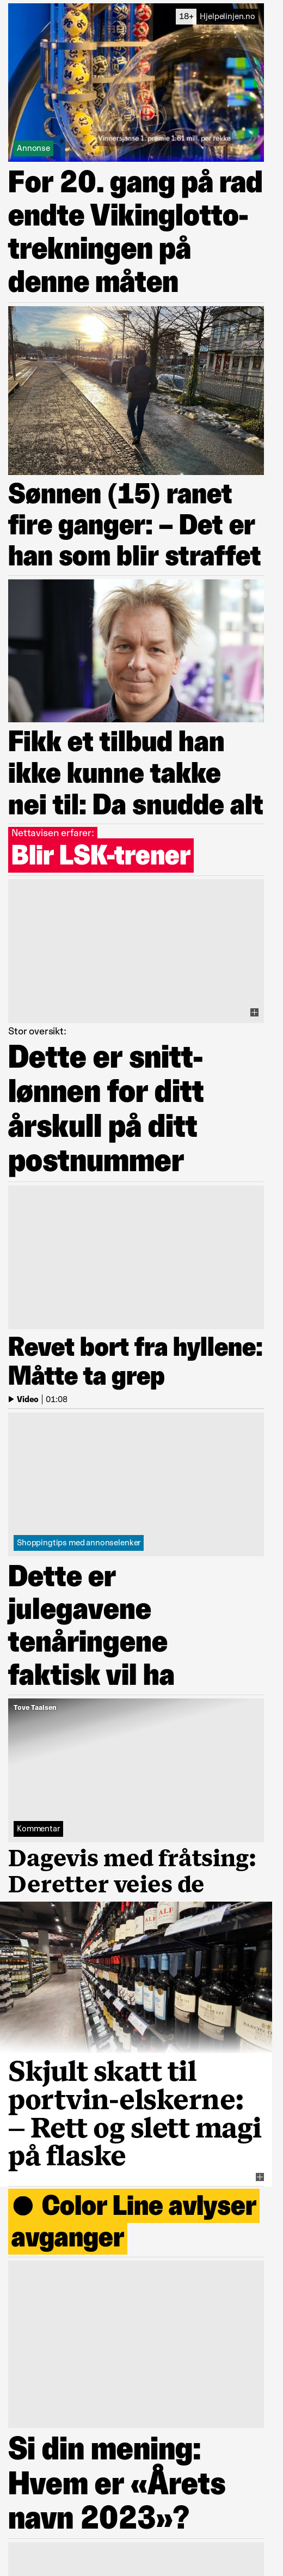 18+ Hjelpelinjen.no
Vinnersjanse 1. premie 1:61 mill. per rekke
Annonse
For 20. gang på rad
endte Vikinglotto-
trekningen på
denne måten
Sønnen (15) ranet
fire ganger: – Det er
han som blir straffet
Fikk et tilbud han
ikke kunne takke
nei til: Da snudde alt
Nettavisen erfarer:
Blir LSK-trener
Stor oversikt:
Dette er snitt-
lønnen for ditt
årskull på ditt
postnummer
Revet bort fra hyllene:
Måtte ta grep
Video | 01:08
Shoppingtips med annonselenker
Dette er
julegavene
tenåringene
faktisk vil ha
Tove Taalsen
Kommentar
Dagevis med fråtsing:
Deretter veies de
Skjult skatt til
portvin-elskerne:
– Rett og slett magi
på flaske
● Color Line avlyser
avganger
Si din mening:
Hvem er «Årets
navn 2023»?